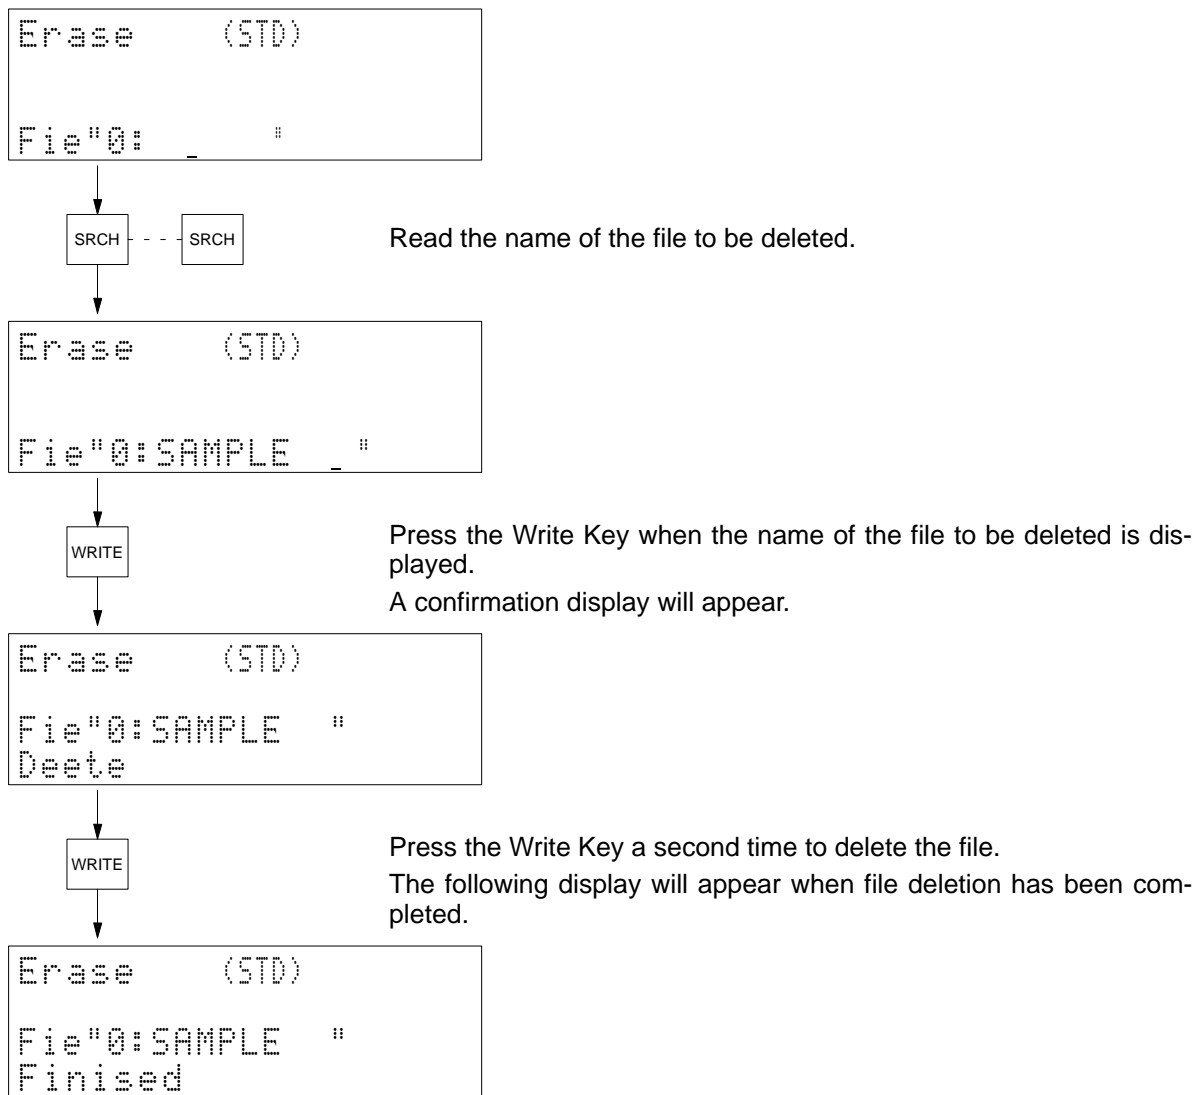 Erase (STD)
Fie"0: _ "
SRCH - - - SRCH
Read the name of the file to be deleted.
Erase (STD)
Fie"0:SAMPLE _ "
WRITE
Press the Write Key when the name of the file to be deleted is dis-
played.
A confirmation display will appear.
Erase (STD)
Fie"0:SAMPLE "
Deete
WRITE
Press the Write Key a second time to delete the file.
The following display will appear when file deletion has been com-
pleted.
Erase (STD)
Fie"0:SAMPLE "
Finised